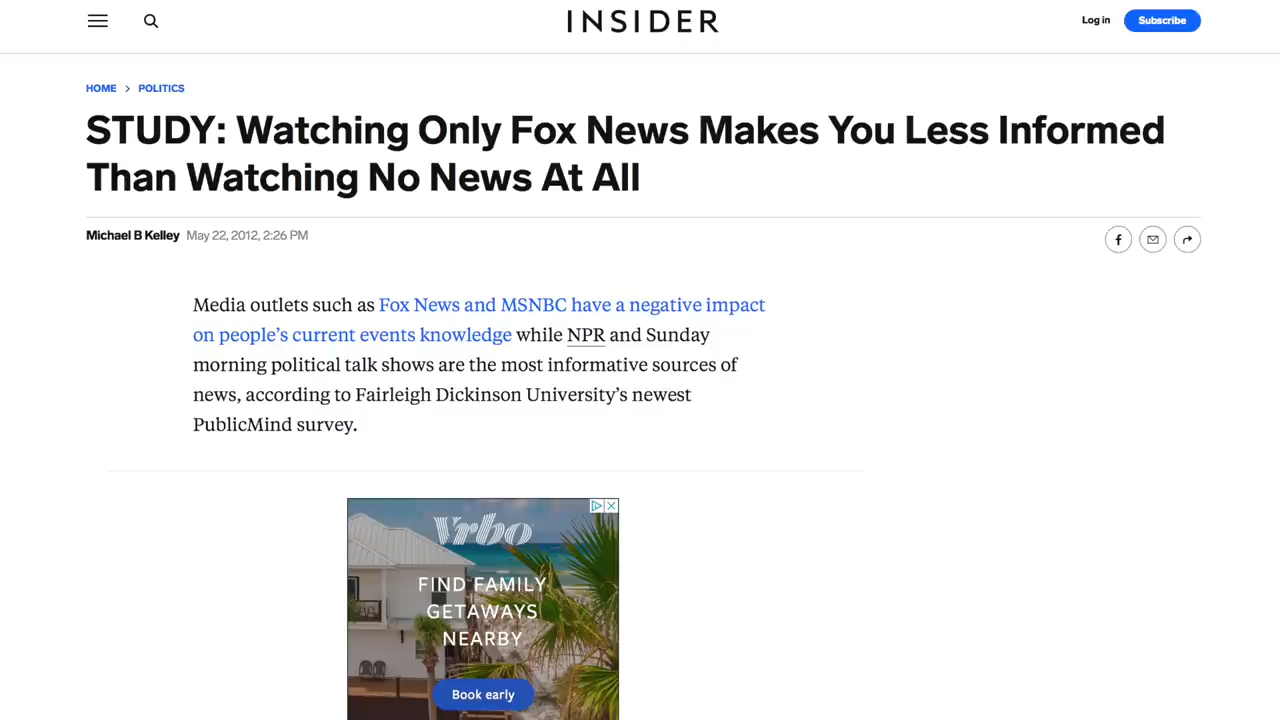 INSIDER
Log in
Subscribe
HOME > POLITICS
STUDY: Watching Only Fox News Makes You Less Informed
Than Watching No News At All
Michael B Kelley May 22, 2012, 2:26 PM
Media outlets such as Fox News and MSNBC have a negative impact
on people’s current events knowledge while NPR and Sunday
morning political talk shows are the most informative sources of
news, according to Fairleigh Dickinson University’s newest
PublicMind survey.
Vrbo
FIND FAMILY
GETAWAYS
NEARBY
Book early